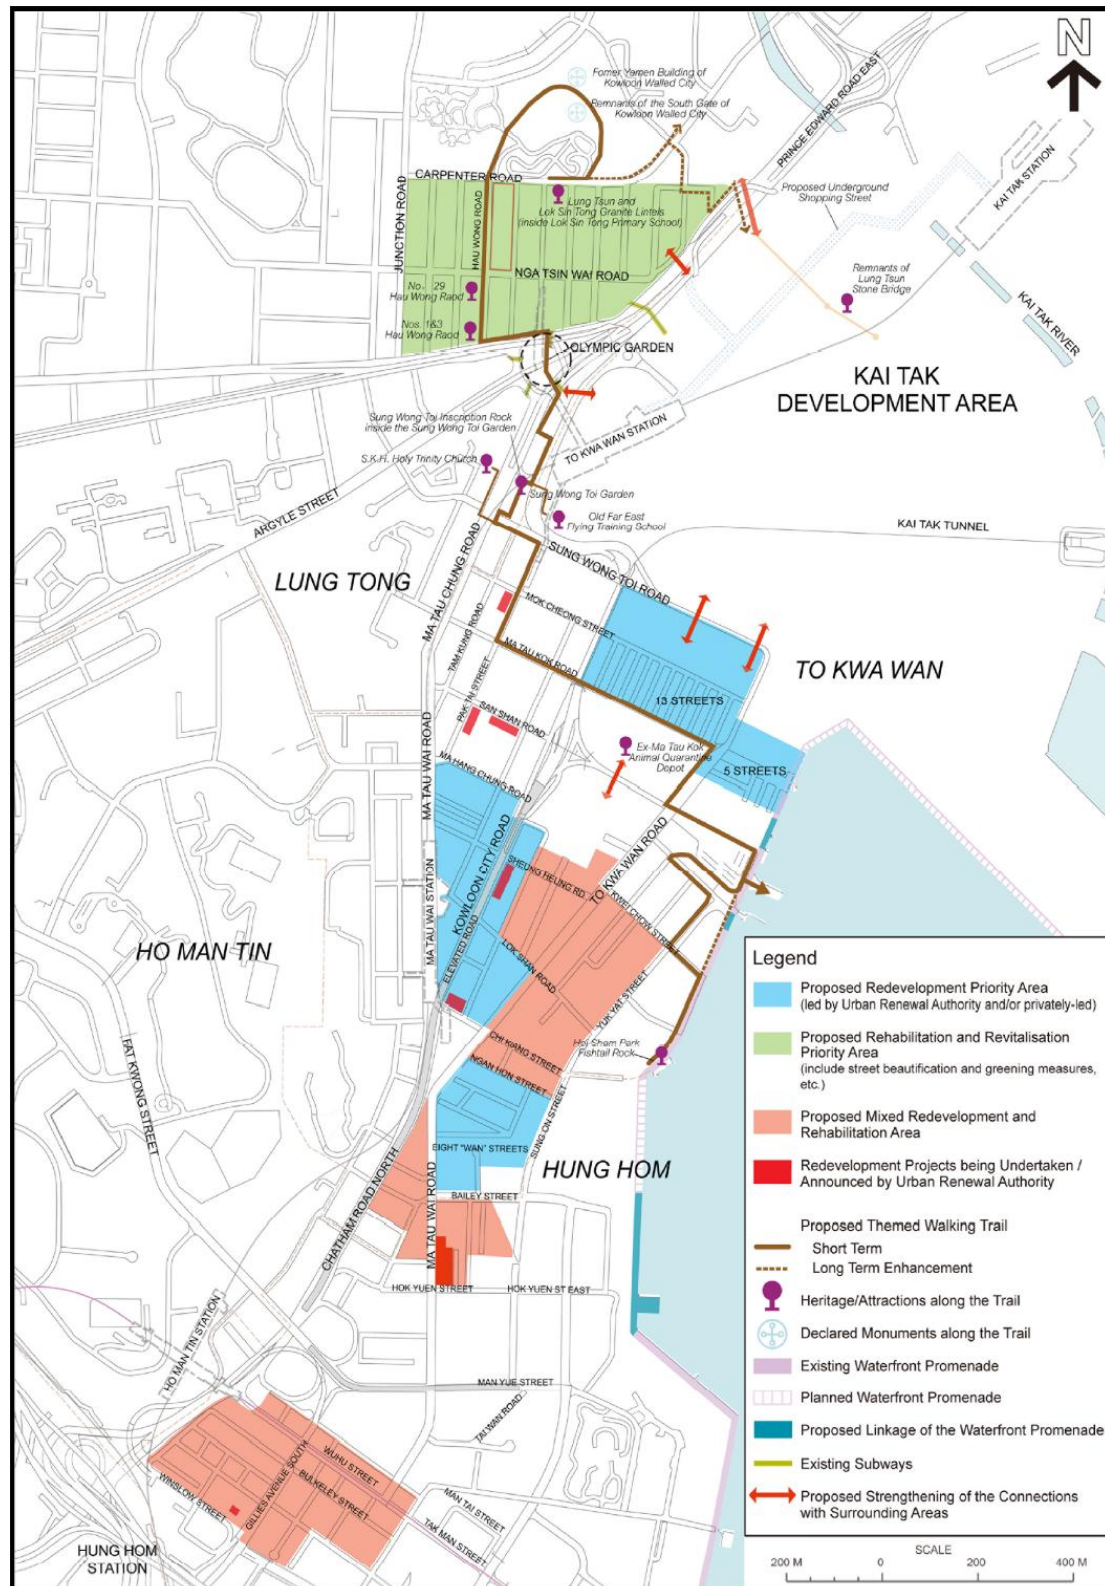 N
Fomer Yamen Building of
Kowloon Walled City
Remnants of the South Gate of
Kowloon Walled City
PRINCE EDWARD ROAD EAST
KAI TAK STATION
CARPENTER ROAD
Proposed Underground
Shopping Street
JUNCTION ROAD
HAU WONG ROAD
Lung Tsun and
Lok Sin Tong Granite Lintels
(inside Lok Sin Tong Primary School)
NGA TSIN WAI ROAD
No. 29
Hau Wong Raod
Remnants of
Lung Tsun
Stone Bridge
KAI TAK RIVER
Nos. 1&3
Hau Wong Raod
OLYMPIC GARDEN
KAI TAK
DEVELOPMENT AREA
Sung Wong Toi Inscription Rock
inside the Sung Wong Toi Garden
TO KWA WAN STATION
S.K.H. Holy Trinity Church
Sung Wong Toi Garden
ARGYLE STREET
Old Far East
Flying Training School
KAI TAK TUNNEL
SUNG WONG TOI ROAD
LUNG TONG
MA TAU CHUNG ROAD
MOK CHEONG STREET
TAM KUNG ROAD
MA TAU KOK ROAD
TO KWA WAN
PAK TAI STREET
13 STREETS
SAN SHAN ROAD
Ex-Ma Tau Kok
Animal Quarantine
Depot
5 STREETS
MA HANG CHUNG ROAD
MA TAU WAI ROAD
KOWLOON CITY ROAD
SHEUNG HEUNG RD.
TO KWA WAN ROAD
KWEI CHOW STREET
MA TAU WAI STATION
ELEVATED ROAD
LOK SHAN ROAD
HO MAN TIN
YUK YAT STREET
CHI KIANG STREET
Hoi Sham Park
Fishtail Rock
NGAN HON STREET
FAT KWONG STREET
SUNG ON STREET
EIGHT "WAN" STREETS
HUNG HOM
BAILEY STREET
CHATHAM ROAD NORTH
MA TAU WAI ROAD
HOK YUEN STREET
HOK YUEN ST EAST
HO MAN TIN STATION
MAN YUE STREET
TAI WAN ROAD
WUHU STREET
WINSLOW STREET
GILLIES AVENUE SOUTH
BULKELEY STREET
MAN TAI STREET
TAK MAN STREET
HUNG HOM
STATION
Legend
Proposed Redevelopment Priority Area
(led by Urban Renewal Authority and/or privately-led)
Proposed Rehabilitation and Revitalisation
Priority Area
(include street beautification and greening measures,
etc.)
Proposed Mixed Redevelopment and
Rehabilitation Area
Redevelopment Projects being Undertaken /
Announced by Urban Renewal Authority
Proposed Themed Walking Trail
Short Term
Long Term Enhancement
Heritage/Attractions along the Trail
Declared Monuments along the Trail
Existing Waterfront Promenade
Planned Waterfront Promenade
Proposed Linkage of the Waterfront Promenade
Existing Subways
Proposed Strengthening of the Connections
with Surrounding Areas
SCALE
200 M 0 200 400 M